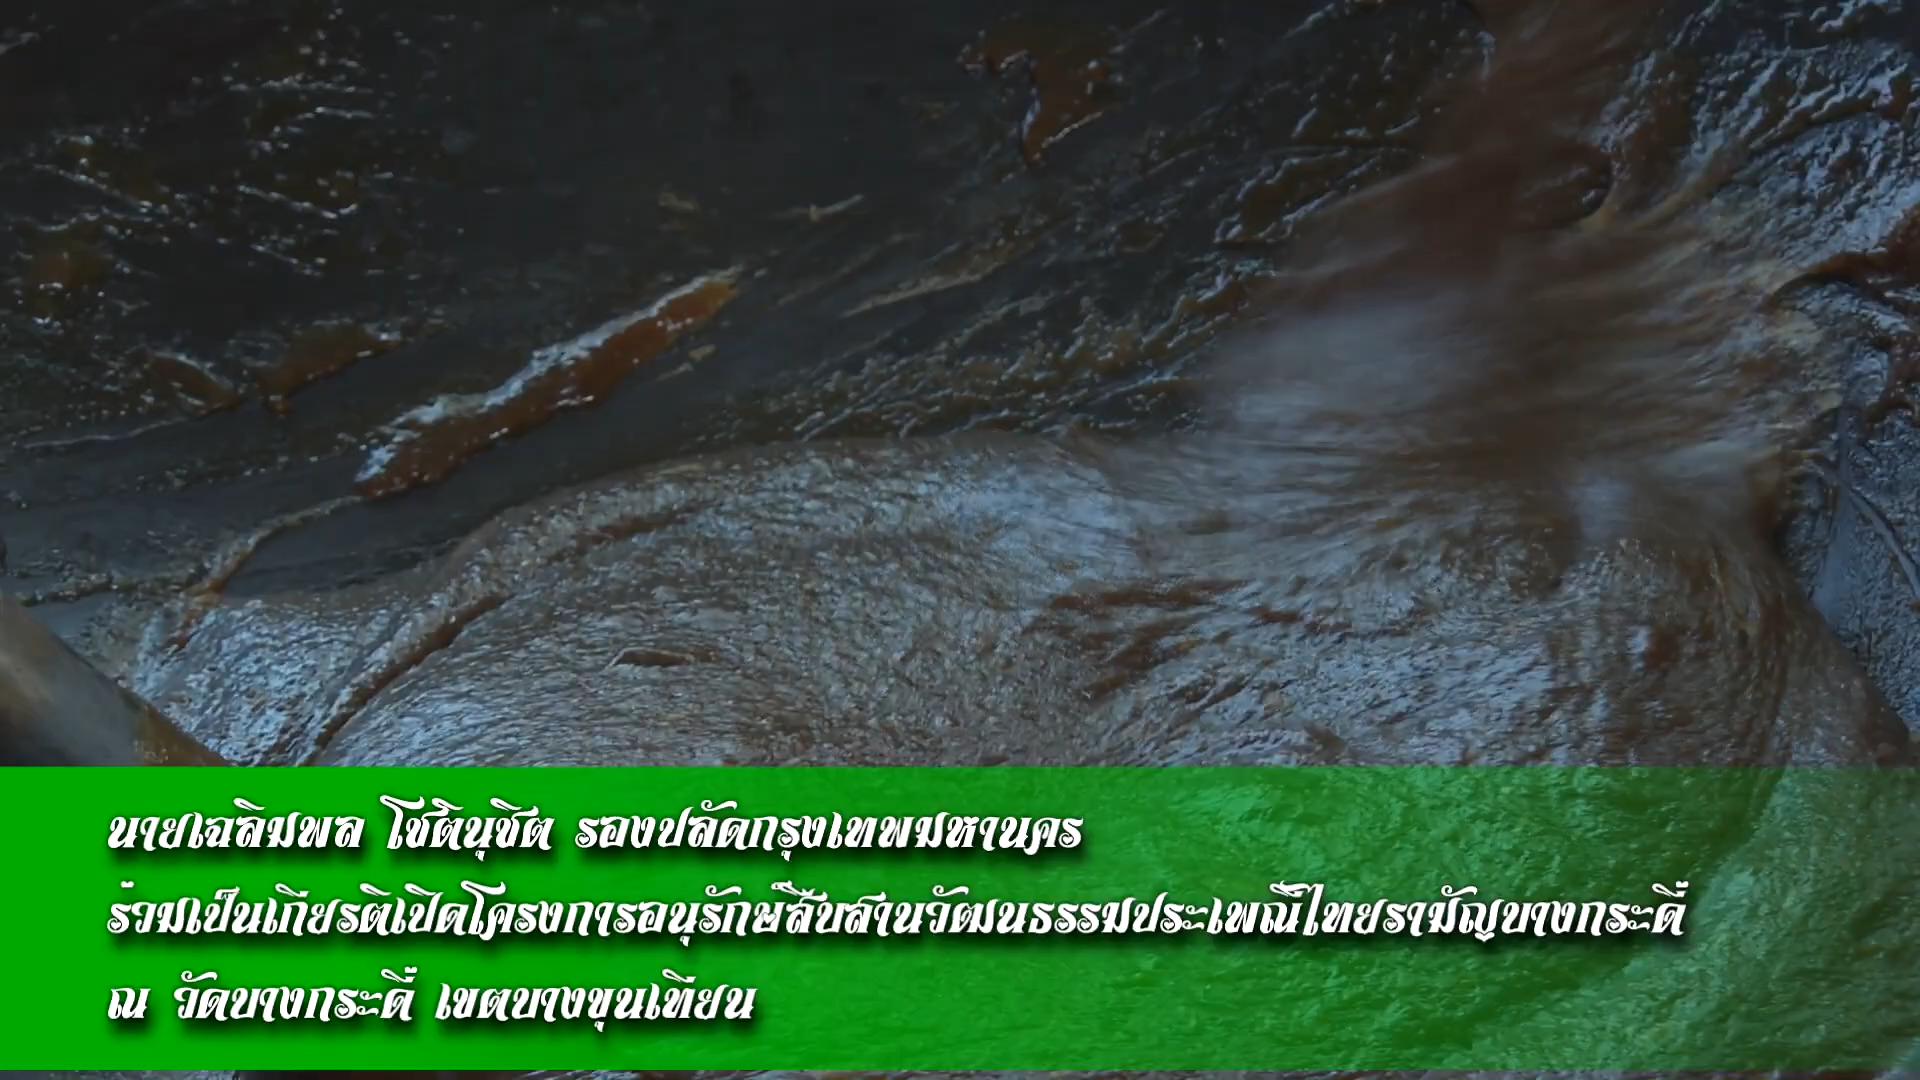 นายเฉลิมพล โชตินุชิต รองปลัดกรุงเทพมหานคร
ร่วมเป็นเกียรติเปิดโครงการอนุรักษ์สืบสานวัฒนธรรมประเพณีไทยรามัญบางกระดี่
ณ วัดบางกระดี่ เขตบางขุนเทียน